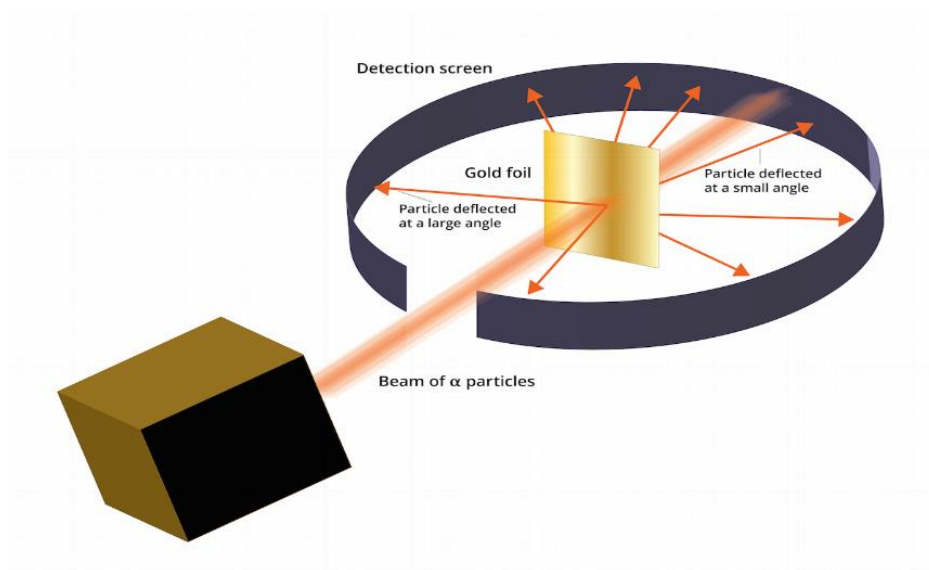 Detection screen
Gold foil
Particle deflected
at a small angle
Particle deflected
at a large angle
Beam of α particles